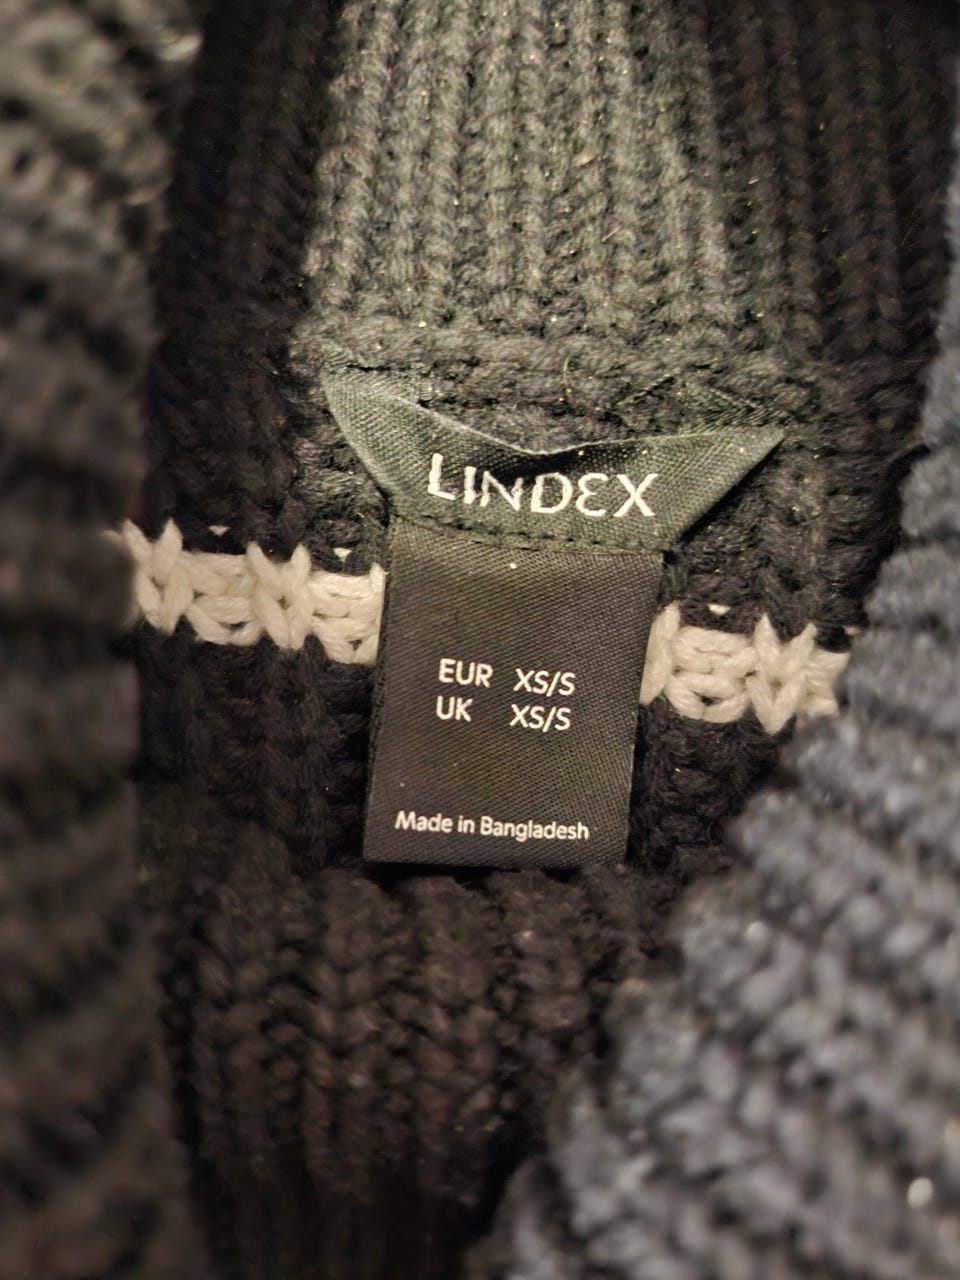 LINDEX
EUR XS/S
UK XS/S
Made in Bangladesh